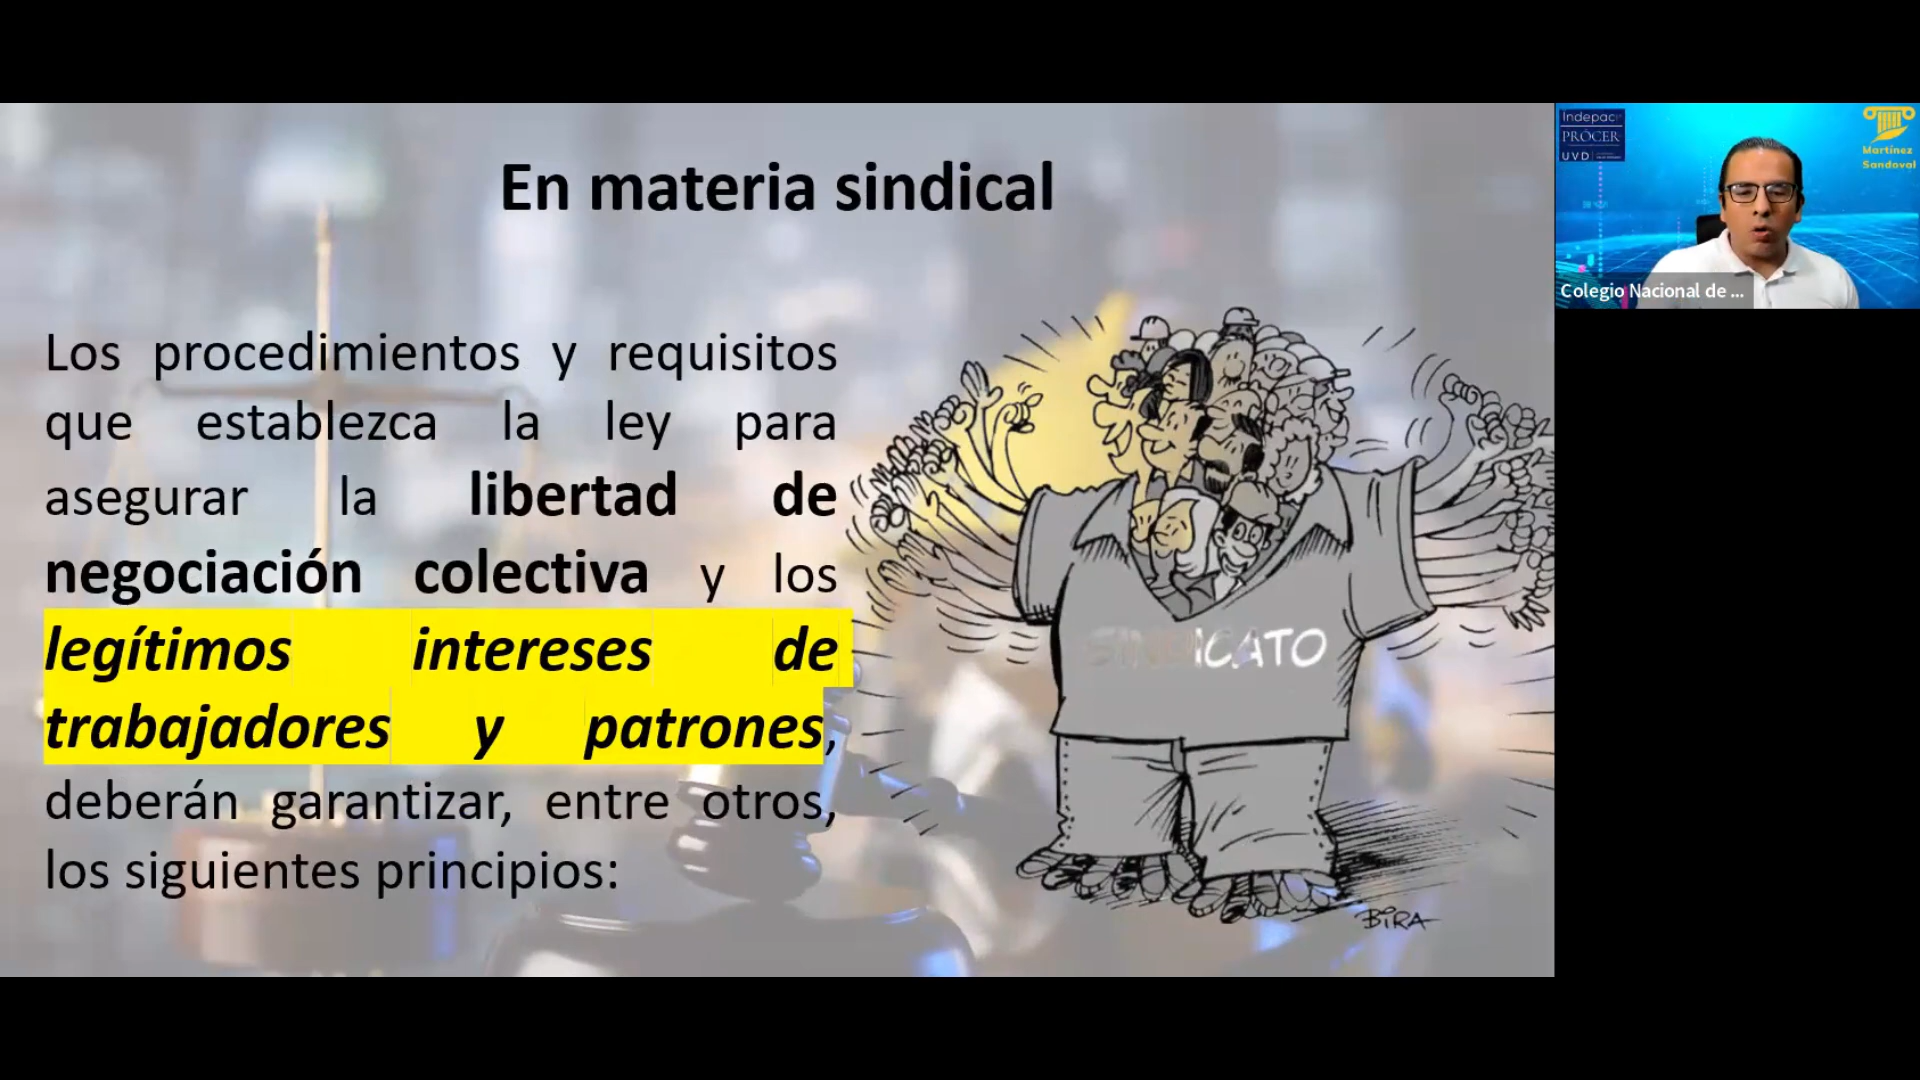 En materia sindical
Los procedimientos y requisitos
que establezca la ley para
asegurar la libertad de
negociación colectiva y los
legítimos intereses de
trabajadores y patrones,
deberán garantizar, entre otros,
los siguientes principios:
SINDICATO
BIRA
Indepac
PRÓCER
UVD
Martínez
Sandoval
Colegio Nacional de ...